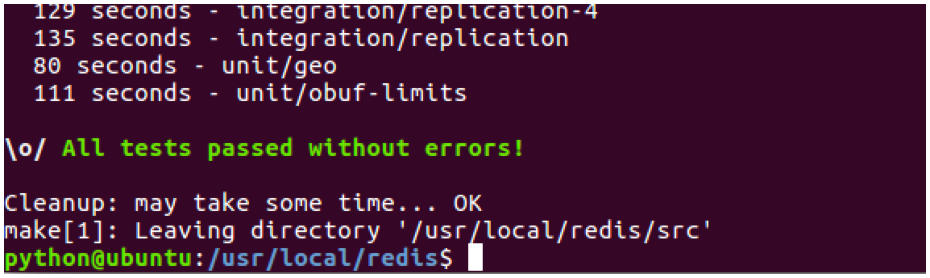 129 seconds - integration/replication-4
135 seconds - integration/replication
80 seconds - unit/geo
111 seconds - unit/obuf-limits
\o/ All tests passed without errors!
Cleanup: may take some time... OK
make[1]: Leaving directory '/usr/local/redis/src'
python@ubuntu:/usr/local/redis$